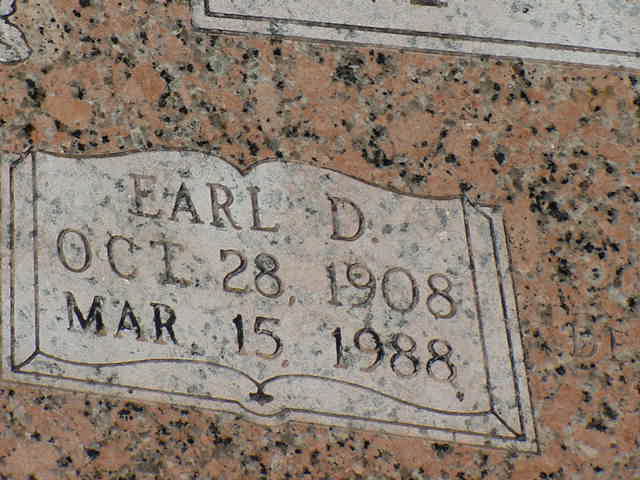 EARL D.
OCT. 28, 1908
MAR. 15, 1988